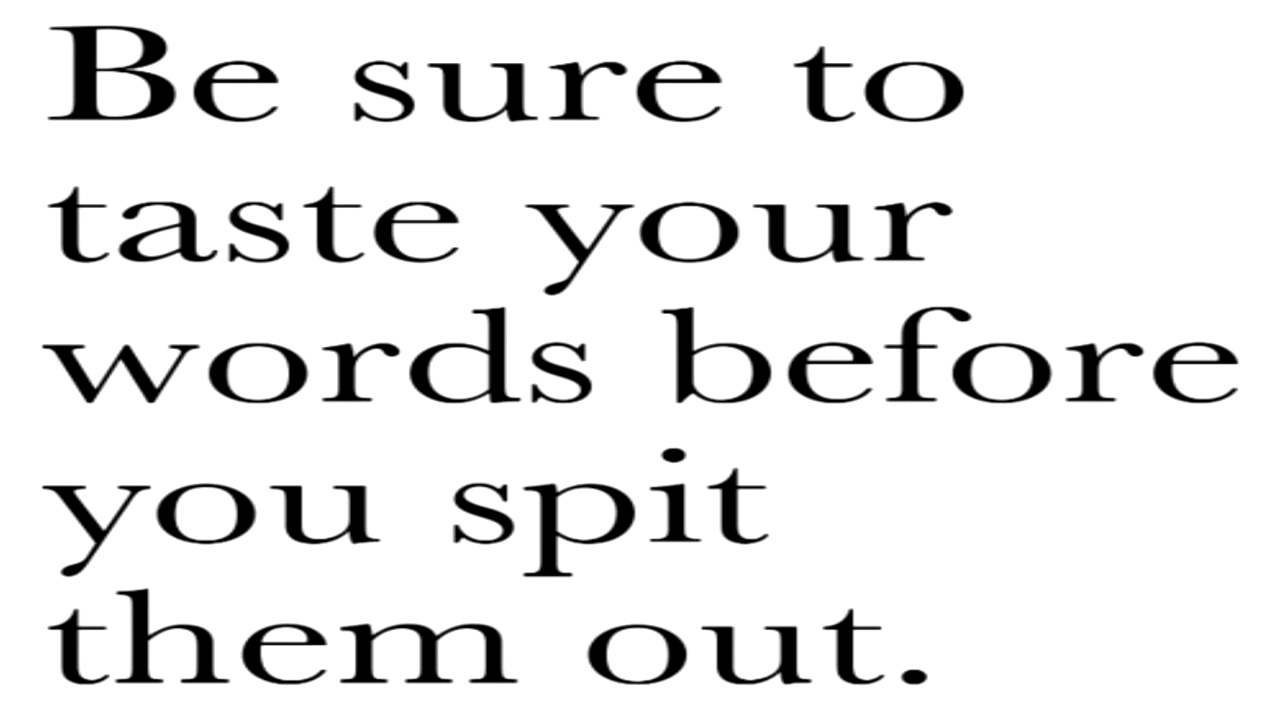 Be sure to
taste your
words before
you spit
them out.